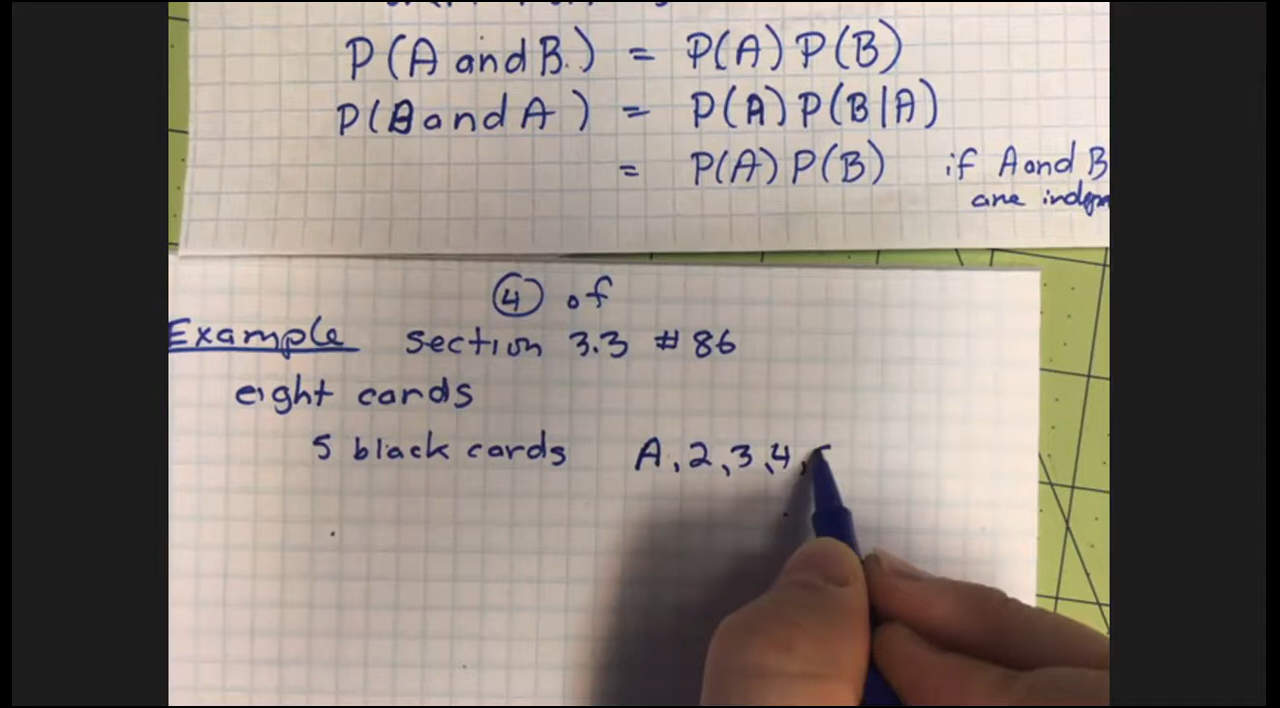 P(A and B.) = P(A) P(B)
P(B and A) = P(A) P(B|A)
= P(A) P(B) if A and B
are
④ of
Example section 3.3 #86
eight cards
5 black cards A, 2, 3, 4,